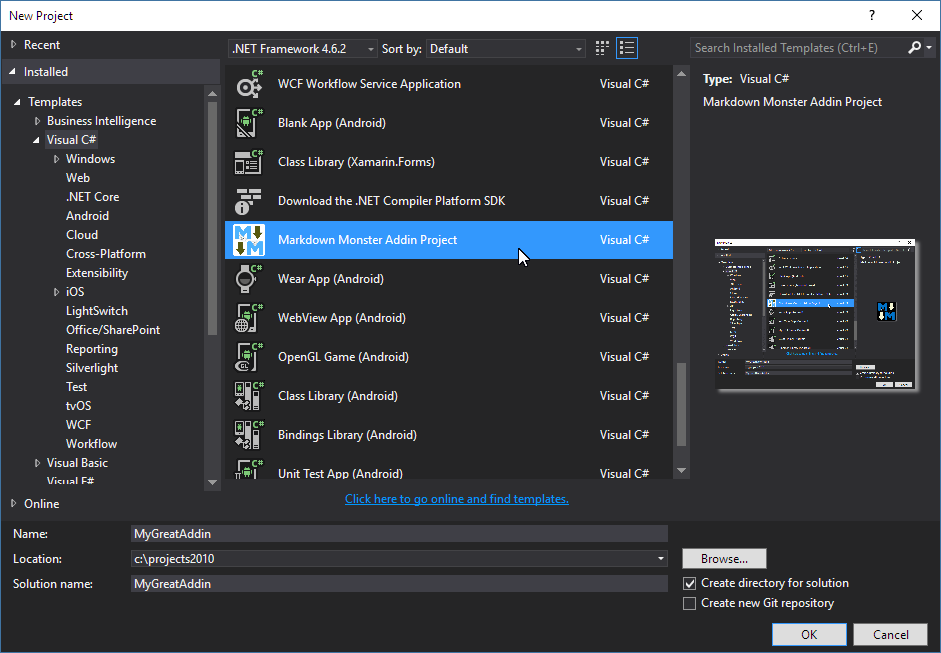 New Project
Recent
Installed
Templates
Business Intelligence
Visual C#
Windows
Web
.NET Core
Android
Cloud
Cross-Platform
Extensibility
iOS
LightSwitch
Office/SharePoint
Reporting
Silverlight
Test
tvOS
WCF
Workflow
Visual Basic
Visual F#
Online
.NET Framework 4.6.2 Sort by: Default
WCF Workflow Service Application Visual C#
Blank App (Android) Visual C#
Class Library (Xamarin.Forms) Visual C#
Download the .NET Compiler Platform SDK Visual C#
Markdown Monster Addin Project Visual C#
Wear App (Android) Visual C#
WebView App (Android) Visual C#
OpenGL Game (Android) Visual C#
Class Library (Android) Visual C#
Bindings Library (Android) Visual C#
Unit Test App (Android) Visual C#
Click here to go online and find templates.
Search Installed Templates (Ctrl+E)
Type: Visual C#
Markdown Monster Addin Project
Name: MyGreatAddin
Location: c:\projects2010
Browse...
Solution name: MyGreatAddin
Create directory for solution
Create new Git repository
OK Cancel